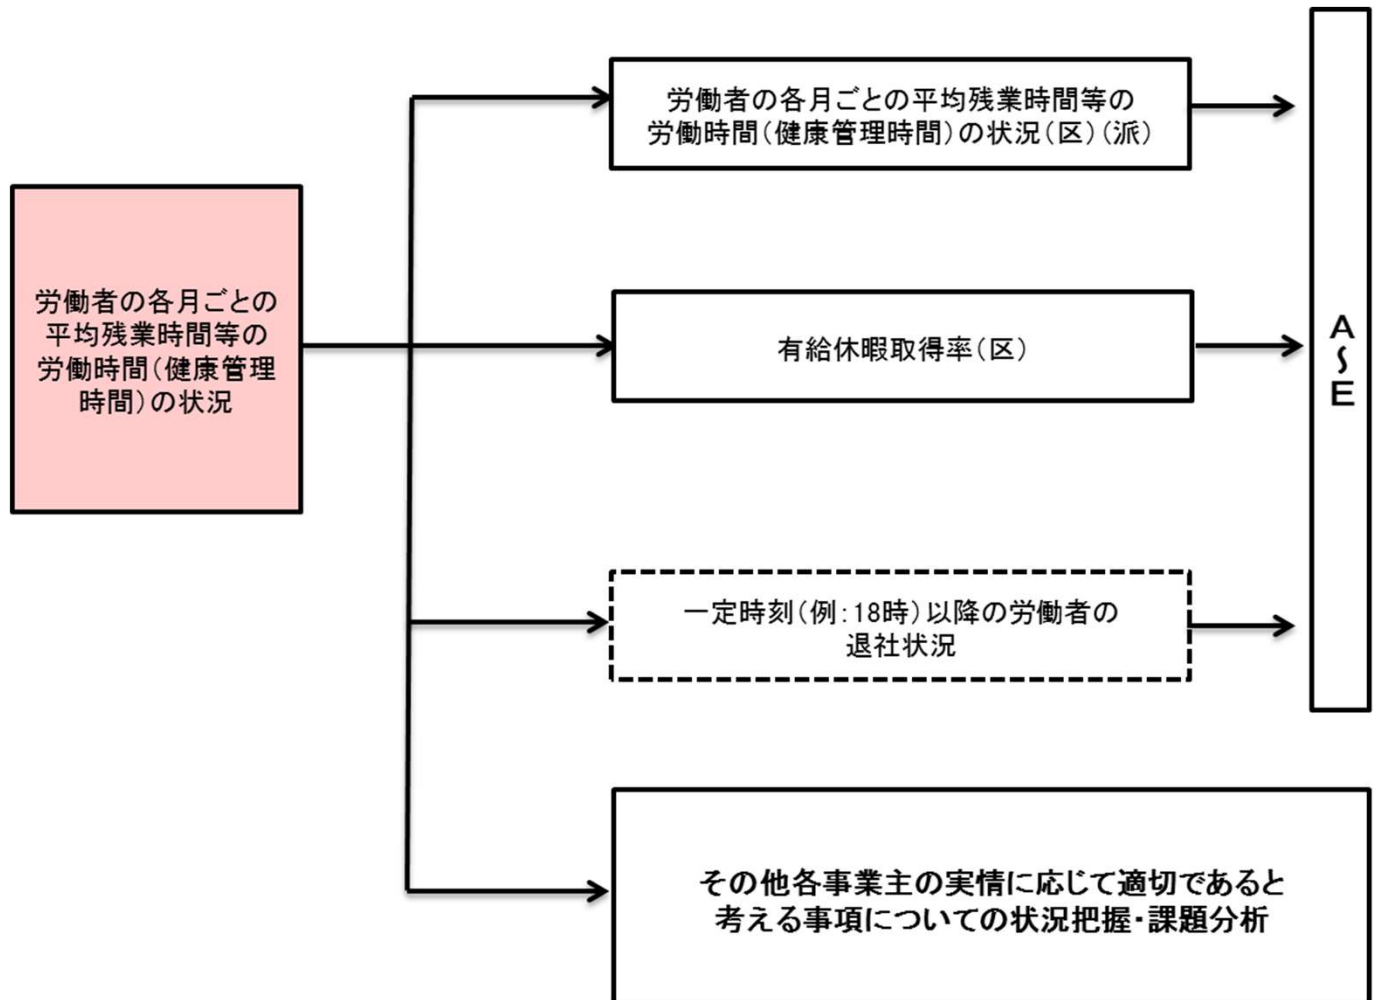 労働者の各月ごとの
平均残業時間等の
労働時間(健康管理
時間)の状況
労働者の各月ごとの平均残業時間等の
労働時間(健康管理時間)の状況(区)(派)
有給休暇取得率(区)
一定時刻(例:18時)以降の労働者の
退社状況
その他各事業主の実情に応じて適切であると
考える事項についての状況把握・課題分析
A~E